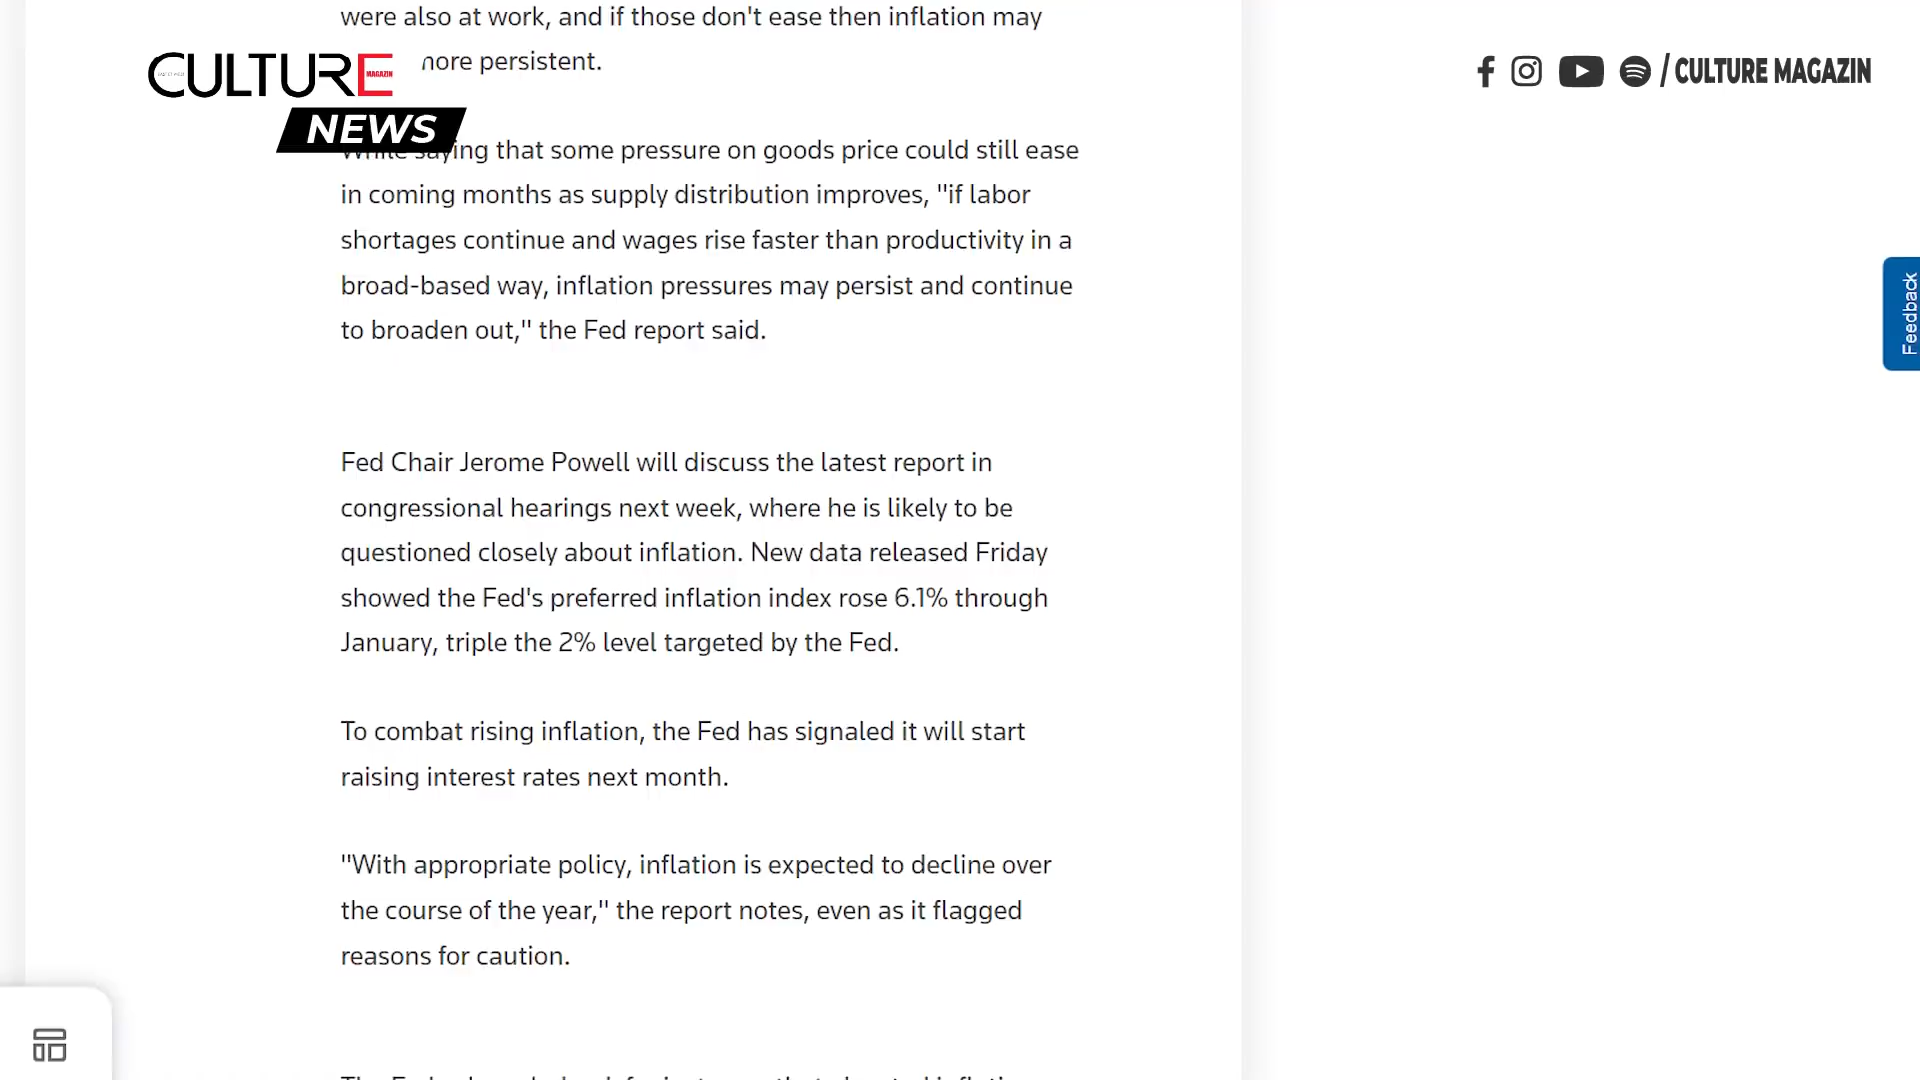 were also at work, and if those don't ease then inflation may
more persistent.
CULTURE
MAGAZIN
NEWS
/ CULTURE MAGAZIN
While saying that some pressure on goods price could still ease
in coming months as supply distribution improves, "if labor
shortages continue and wages rise faster than productivity in a
broad-based way, inflation pressures may persist and continue
to broaden out," the Fed report said.
Feedback
Fed Chair Jerome Powell will discuss the latest report in
congressional hearings next week, where he is likely to be
questioned closely about inflation. New data released Friday
showed the Fed's preferred inflation index rose 6.1% through
January, triple the 2% level targeted by the Fed.
To combat rising inflation, the Fed has signaled it will start
raising interest rates next month.
"With appropriate policy, inflation is expected to decline over
the course of the year," the report notes, even as it flagged
reasons for caution.